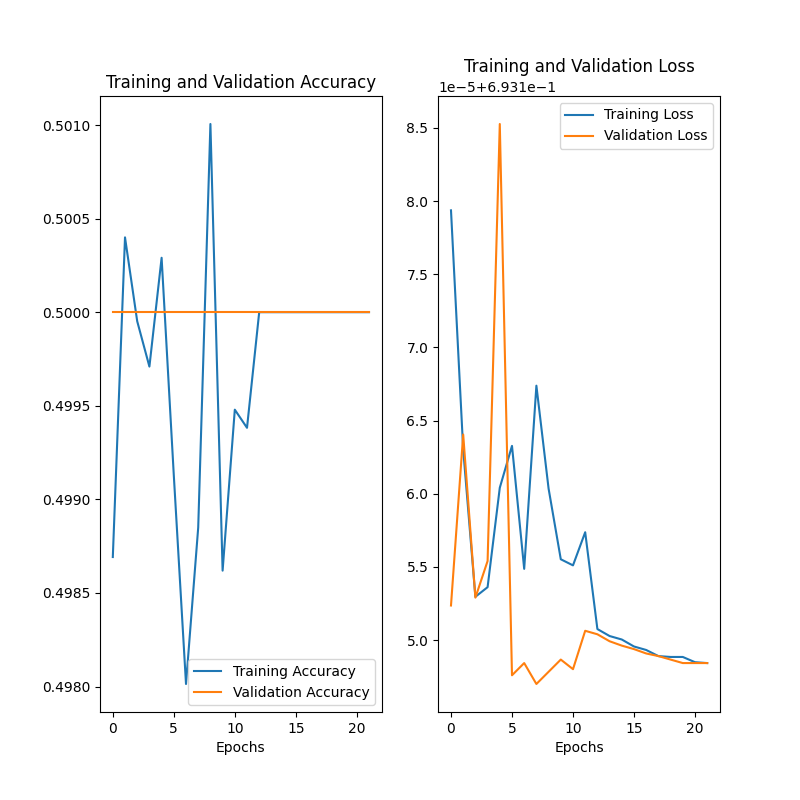 Training and Validation Accuracy
0.5010
0.5005
0.5000
0.4995
0.4990
0.4985
0.4980
0
5
10
15
20
Epochs
Training Accuracy
Validation Accuracy
Training and Validation Loss
1e−5+6.931e−1
8.5
8.0
7.5
7.0
6.5
6.0
5.5
5.0
0
5
10
15
20
Epochs
Training Loss
Validation Loss